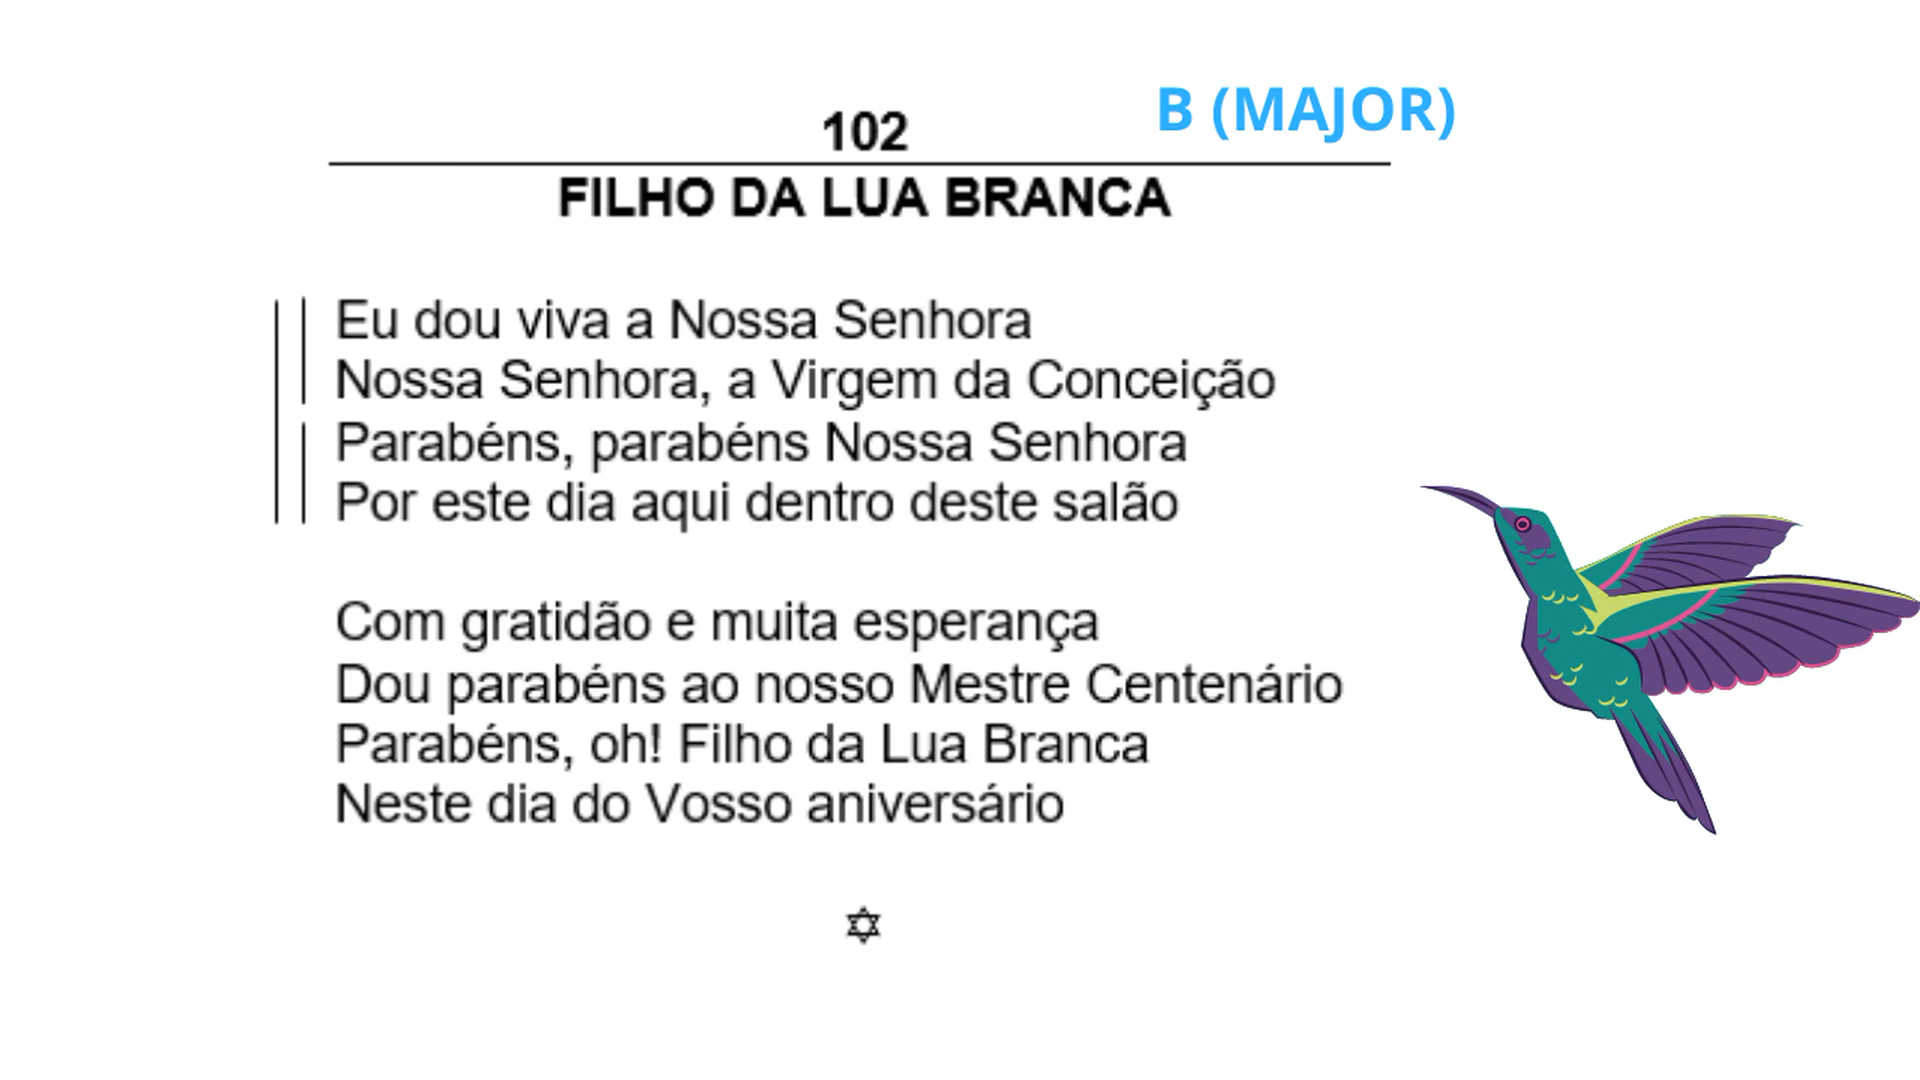 102
B (MAJOR)
FILHO DA LUA BRANCA
Eu dou viva a Nossa Senhora
Nossa Senhora, a Virgem da Conceição
Parabéns, parabéns Nossa Senhora
Por este dia aqui dentro deste salão
Com gratidão e muita esperança
Dou parabéns ao nosso Mestre Centenário
Parabéns, oh! Filho da Lua Branca
Neste dia do Vosso aniversário